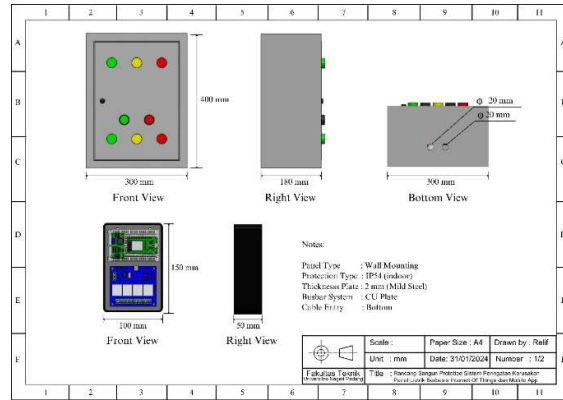 1 2 3 4 5 6 7 8 9 10 11
A
B
C
D
E
F
400 mm
300 mm
Front View
180 mm
Right View
ϕ 20 mm
ϕ 20 mm
300 mm
Bottom View
150 mm
100 mm
Front View
50 mm
Right View
Notes:
Panel Type : Wall Mounting
Protection Type : IP54 (indoor)
Thickness Plate : 2 mm (Mild Steel)
Busbar System : CU Plate
Cable Entry : Bottom
Scale : Paper Size : A4 Drawn by : Relif
Unit : mm Date: 31/01/2024 Number : 1/2
Fakultas Teknik
Universitas Negeri Padang
Title : Rancang Bangun Prototipe Sistem Peringatan Kerusakan
Panel Listrik Berbasis Internet Of Things dan Mobile App
A
B
C
D
E
F
1 2 3 4 5 6 7 8 9 10 11